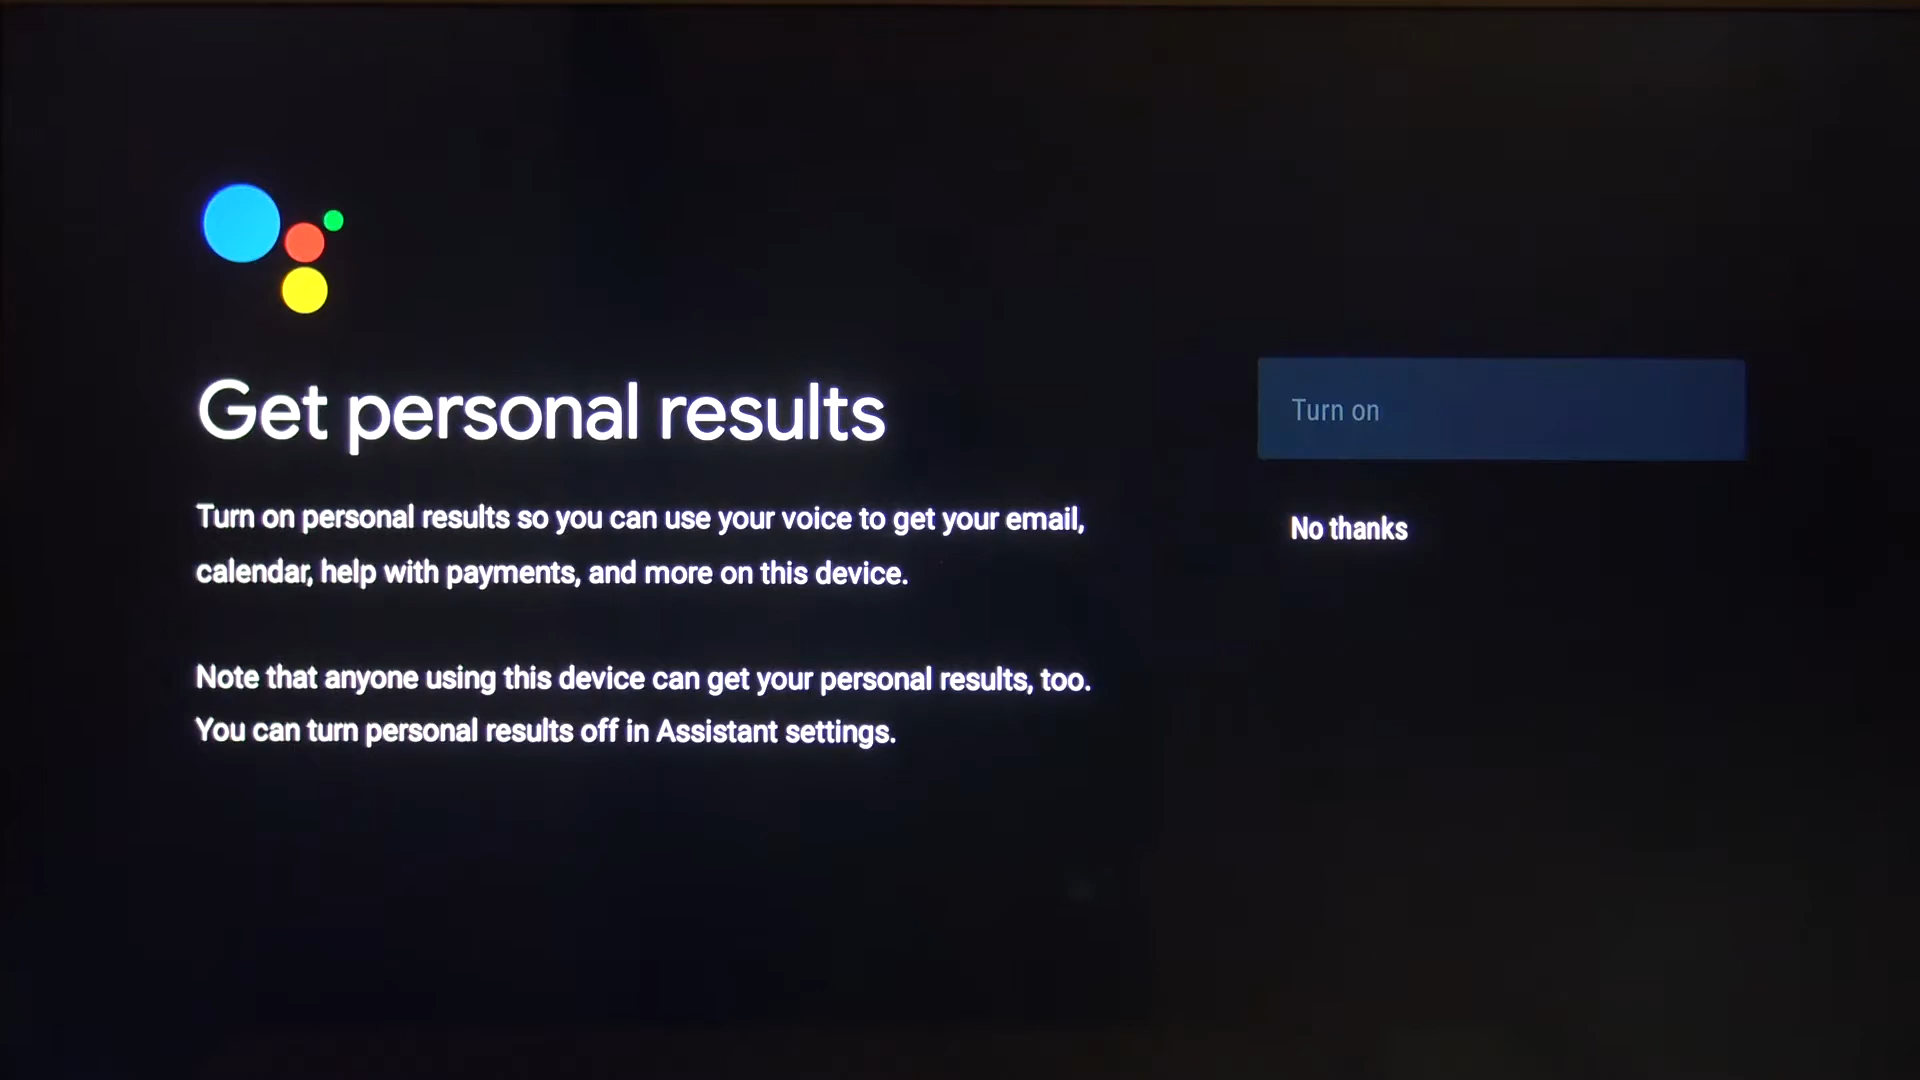 Get personal results
Turn on personal results so you can use your voice to get your email,
calendar, help with payments, and more on this device.
Note that anyone using this device can get your personal results, too.
You can turn personal results off in Assistant settings.
Turn on
No thanks